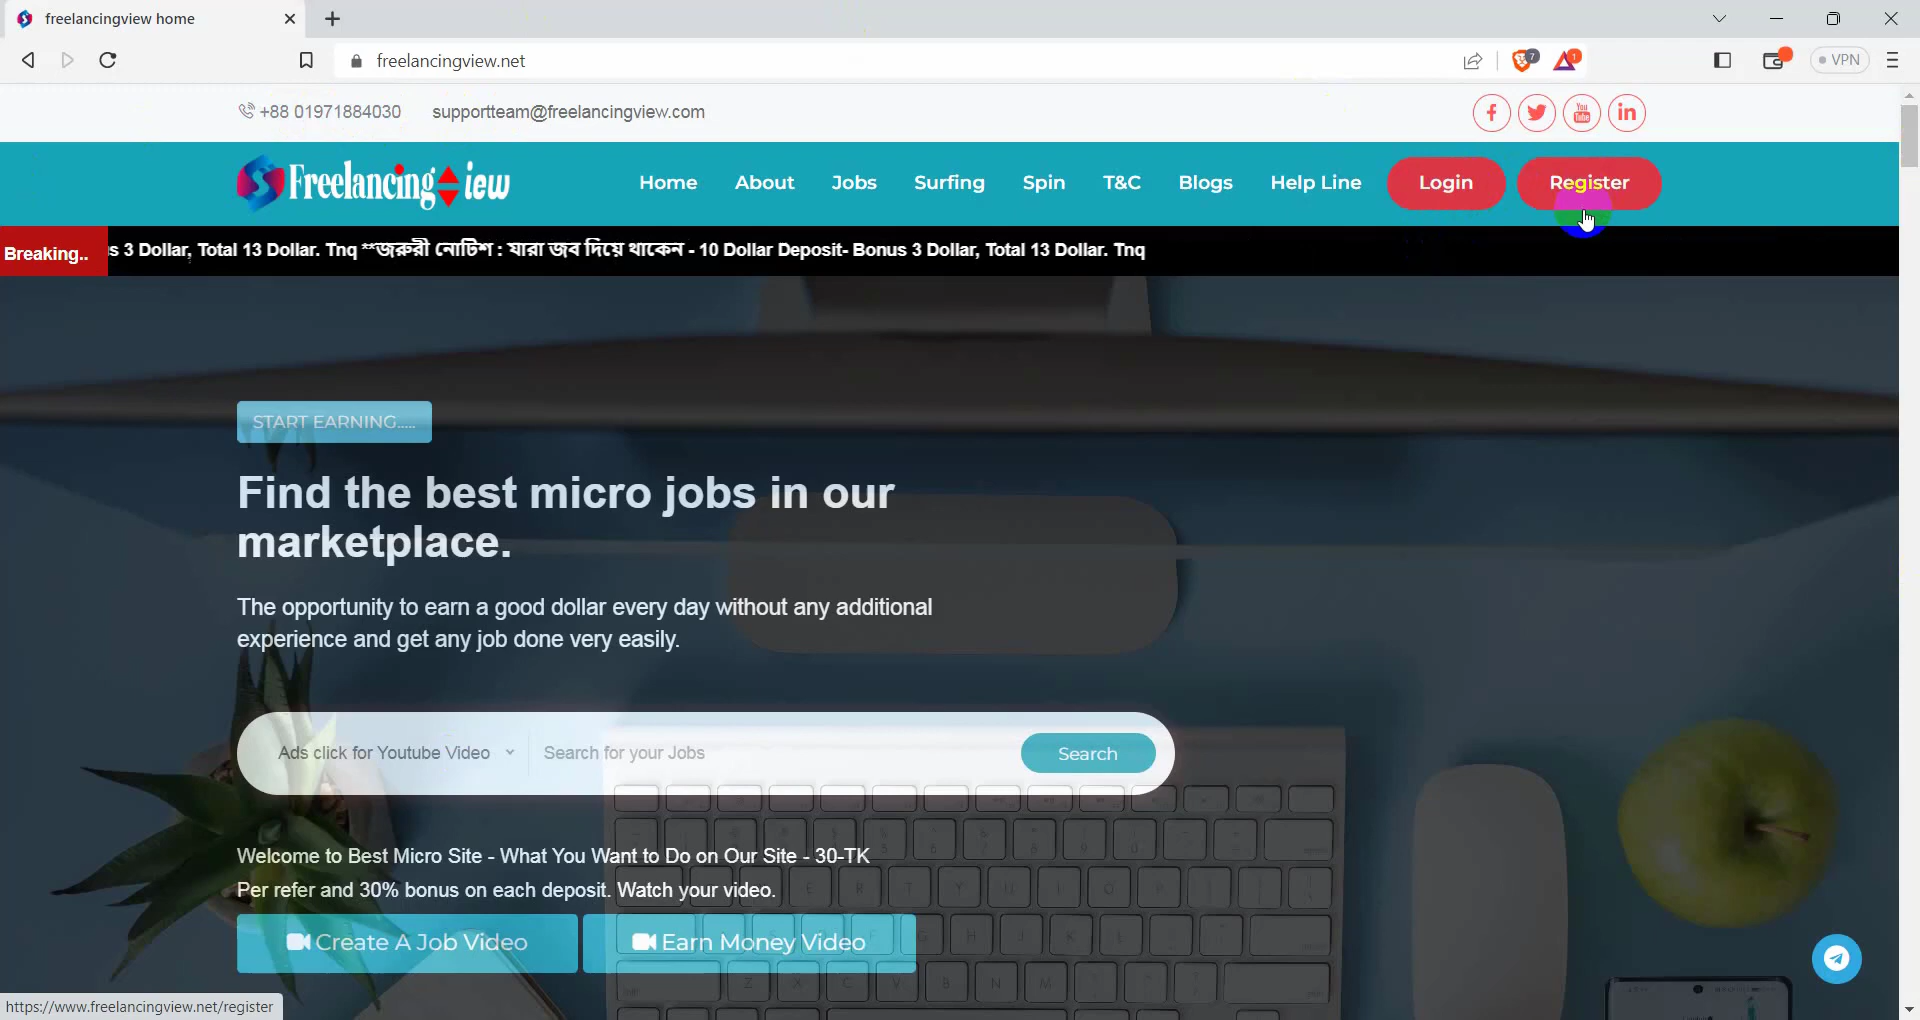 freelancingview home
freelancingview.net
7
1
VPN
+88 01971884030 supportteam@freelancingview.com
You
Tube
in
Freelancing View
Home About Jobs Surfing Spin T&C Blogs Help Line Login Register
Breaking.. s 3 Dollar, Total 13 Dollar. Tnq **জরুরী নোটিশ : যারা জব দিয়ে থাকেন - 10 Dollar Deposit- Bonus 3 Dollar, Total 13 Dollar. Tnq
START EARNING.....
Find the best micro jobs in our
marketplace.
The opportunity to earn a good dollar every day without any additional
experience and get any job done very easily.
Ads click for Youtube Video Search for your Jobs Search
Welcome to Best Micro Site - What You Want to Do on Our Site - 30-TK
Per refer and 30% bonus on each deposit. Watch your video.
Create A Job Video Earn Money Video
https://www.freelancingview.net/register